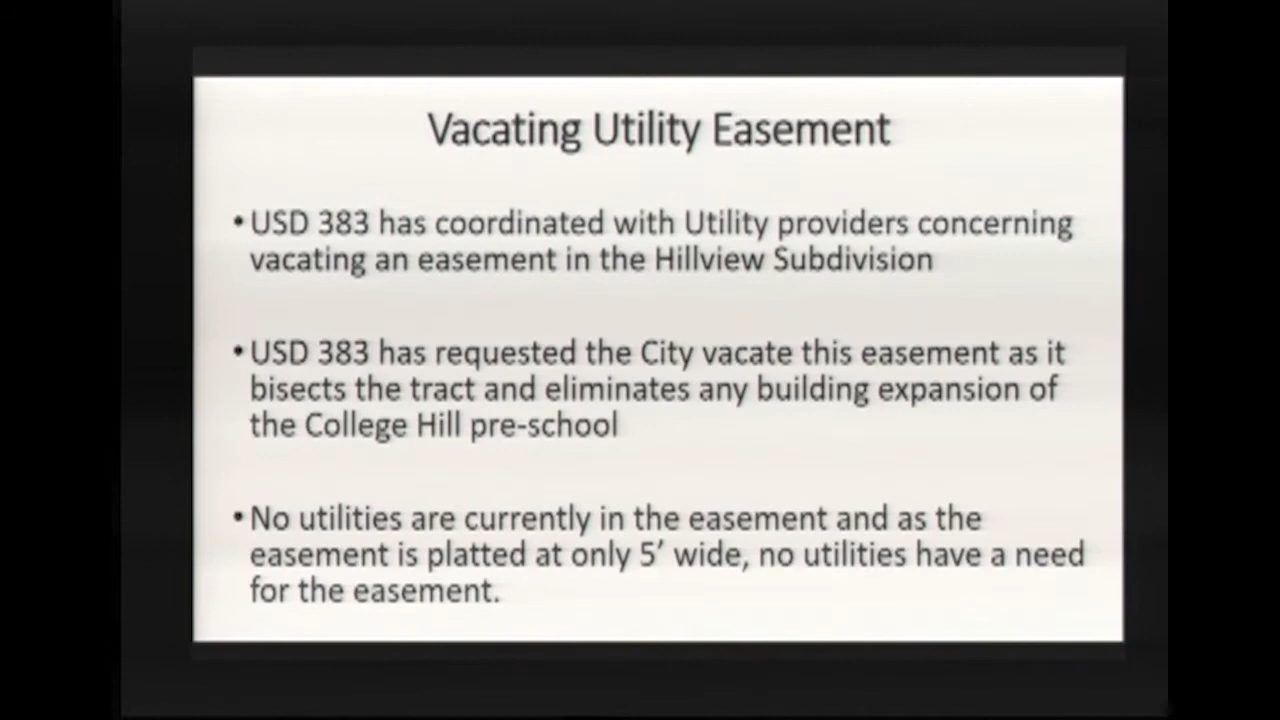 Vacating Utility Easement
•USD 383 has coordinated with Utility providers concerning
vacating an easement in the Hillview Subdivision
•USD 383 has requested the City vacate this easement as it
bisects the tract and eliminates any building expansion of
the College Hill pre-school
•No utilities are currently in the easement and as the
easement is platted at only 5’ wide, no utilities have a need
for the easement.